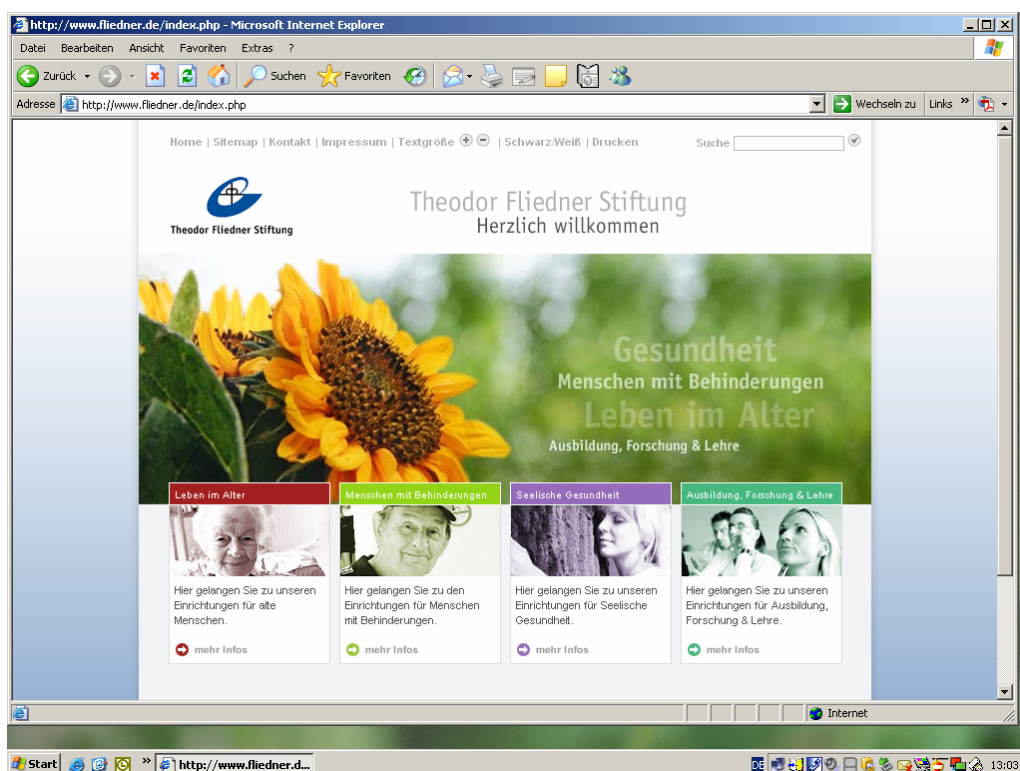 http://www.fliedner.de/index.php - Microsoft Internet Explorer
Datei Bearbeiten Ansicht Favoriten Extras ?
Zurück Suchen Favoriten
Adresse http://www.fliedner.de/index.php Wechseln zu Links »
Home | Sitemap | Kontakt | Impressum | Textgröße | Schwarz/Weiß | Drucken Suche
Theodor Fliedner Stiftung
Theodor Fliedner Stiftung
Herzlich willkommen
Gesundheit
Menschen mit Behinderungen
Leben im Alter
Ausbildung, Forschung & Lehre
Leben im Alter
Hier gelangen Sie zu unseren
Einrichtungen für alte
Menschen.
mehr Infos
Menschen mit Behinderungen
Hier gelangen Sie zu den
Einrichtungen für Menschen
mit Behinderungen.
mehr Infos
Seelische Gesundheit
Hier gelangen Sie zu unseren
Einrichtungen für Seelische
Gesundheit.
mehr Infos
Ausbildung, Forschung & Lehre
Hier gelangen Sie zu unseren
Einrichtungen für Ausbildung,
Forschung & Lehre.
mehr Infos
Internet
Start » http://www.fliedner.d... DE 13:03